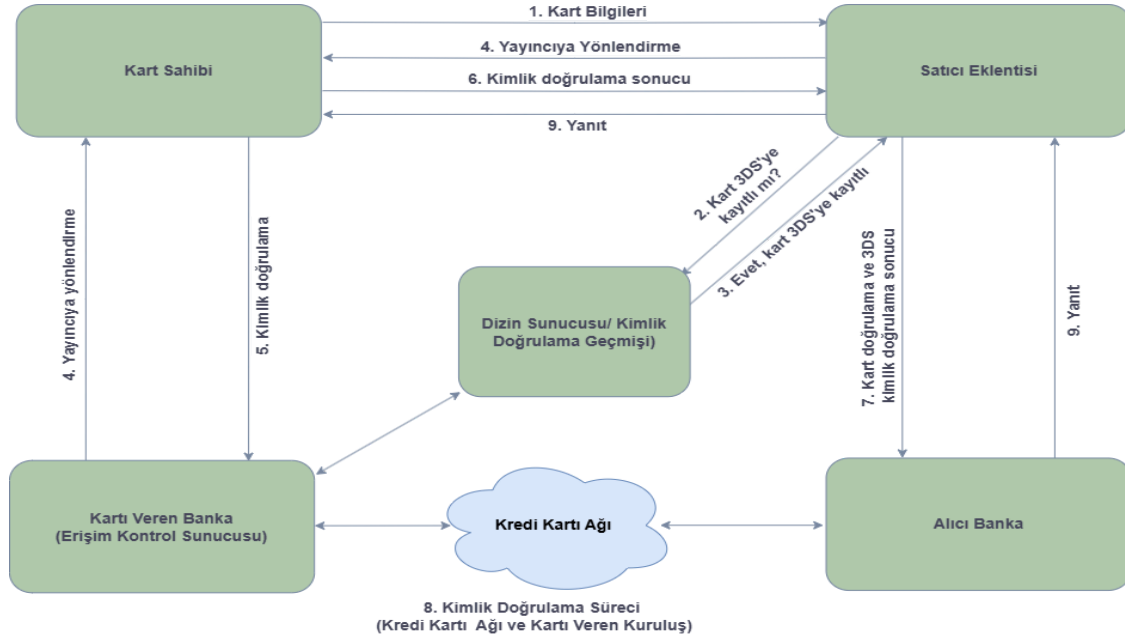 1. Kart Bilgileri
4. Yayıncıya Yönlendirme
Kart Sahibi
Satıcı Eklentisi
6. Kimlik doğrulama sonucu
9. Yanıt
2. Kart 3DS'ye
kayıtlı mı?
3. Evet, kart 3DS'ye kayıtlı
4. Yayıncıya yönlendirme
5. Kimlik doğrulama
Dizin Sunucusu/ Kimlik
Doğrulama Geçmişi)
7. Kart doğrulama ve 3DS
kimlik doğrulama sonucu
9. Yanıt
Kartı Veren Banka
(Erişim Kontrol Sunucusu)
Kredi Kartı Ağı
Alıcı Banka
8. Kimlik Doğrulama Süreci
(Kredi Kartı Ağı ve Kartı Veren Kuruluş)